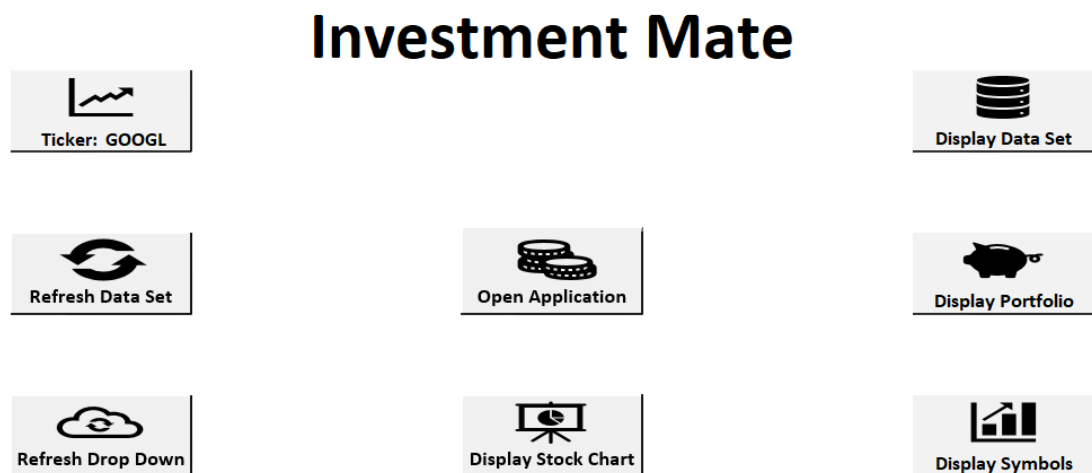 Investment Mate
Ticker: GOOGL
Display Data Set
Refresh Data Set
Open Application
Display Portfolio
Refresh Drop Down
Display Stock Chart
Display Symbols